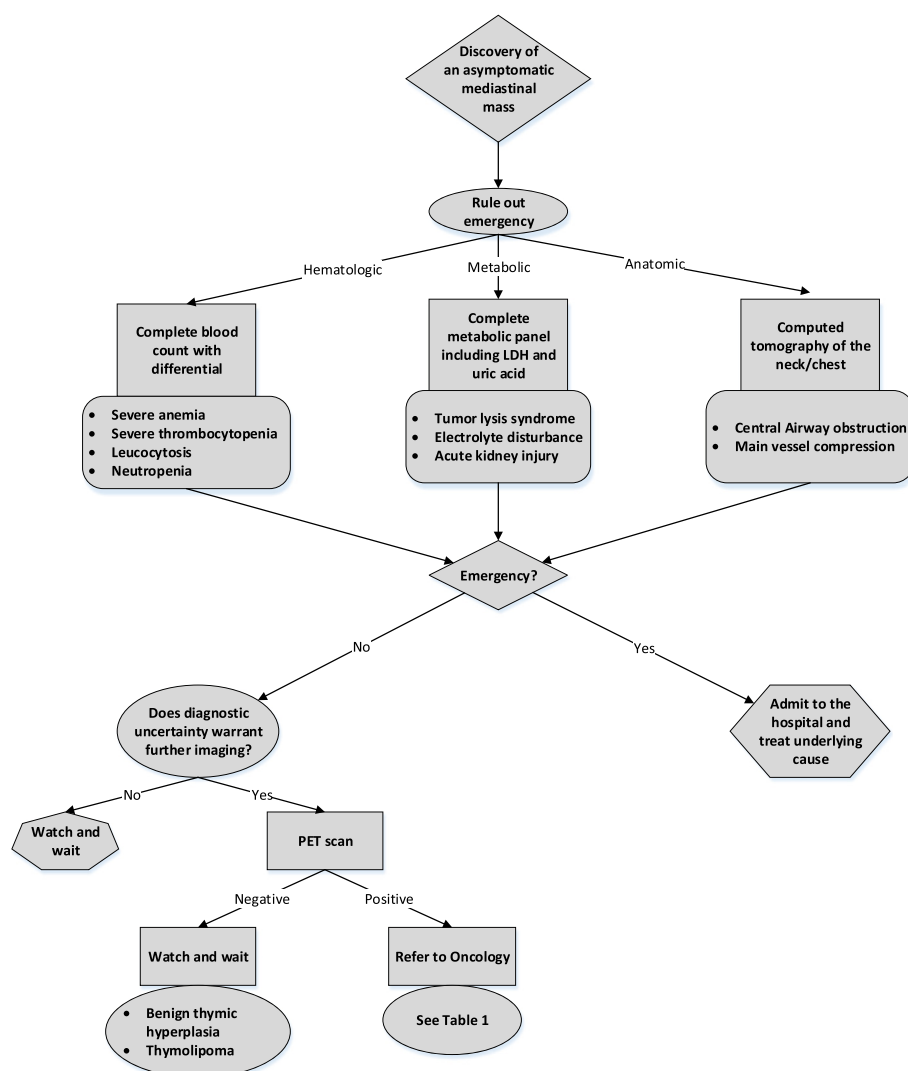 Discovery of
an asymptomatic
mediastinal
mass
Rule out
emergency
Hematologic
Metabolic
Anatomic
Complete blood
count with
differential
Complete
metabolic panel
including LDH and
uric acid
Computed
tomography of the
neck/chest
• Severe anemia
• Severe thrombocytopenia
• Leucocytosis
• Neutropenia
• Tumor lysis syndrome
• Electrolyte disturbance
• Acute kidney injury
• Central Airway obstruction
• Main vessel compression
Emergency?
No
Yes
Does diagnostic
uncertainty warrant
further imaging?
Admit to the
hospital and
treat underlying
cause
No
Yes
Watch and
wait
PET scan
Negative
Positive
Watch and wait
Refer to Oncology
• Benign thymic
hyperplasia
• Thymolipoma
See Table 1